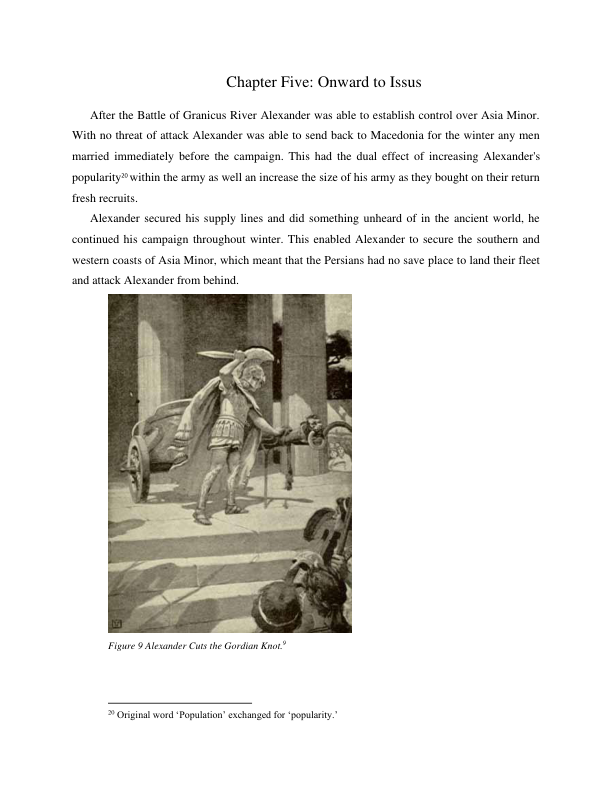 Chapter Five: Onward to Issus
After the Battle of Granicus River Alexander was able to establish control over Asia Minor.
With no threat of attack Alexander was able to send back to Macedonia for the winter any men
married immediately before the campaign. This had the dual effect of increasing Alexander's
popularity20 within the army as well an increase the size of his army as they bought on their return
fresh recruits.
Alexander secured his supply lines and did something unheard of in the ancient world, he
continued his campaign throughout winter. This enabled Alexander to secure the southern and
western coasts of Asia Minor, which meant that the Persians had no save place to land their fleet
and attack Alexander from behind.
Figure 9 Alexander Cuts the Gordian Knot.9
20 Original word ‘Population’ exchanged for ‘popularity.’